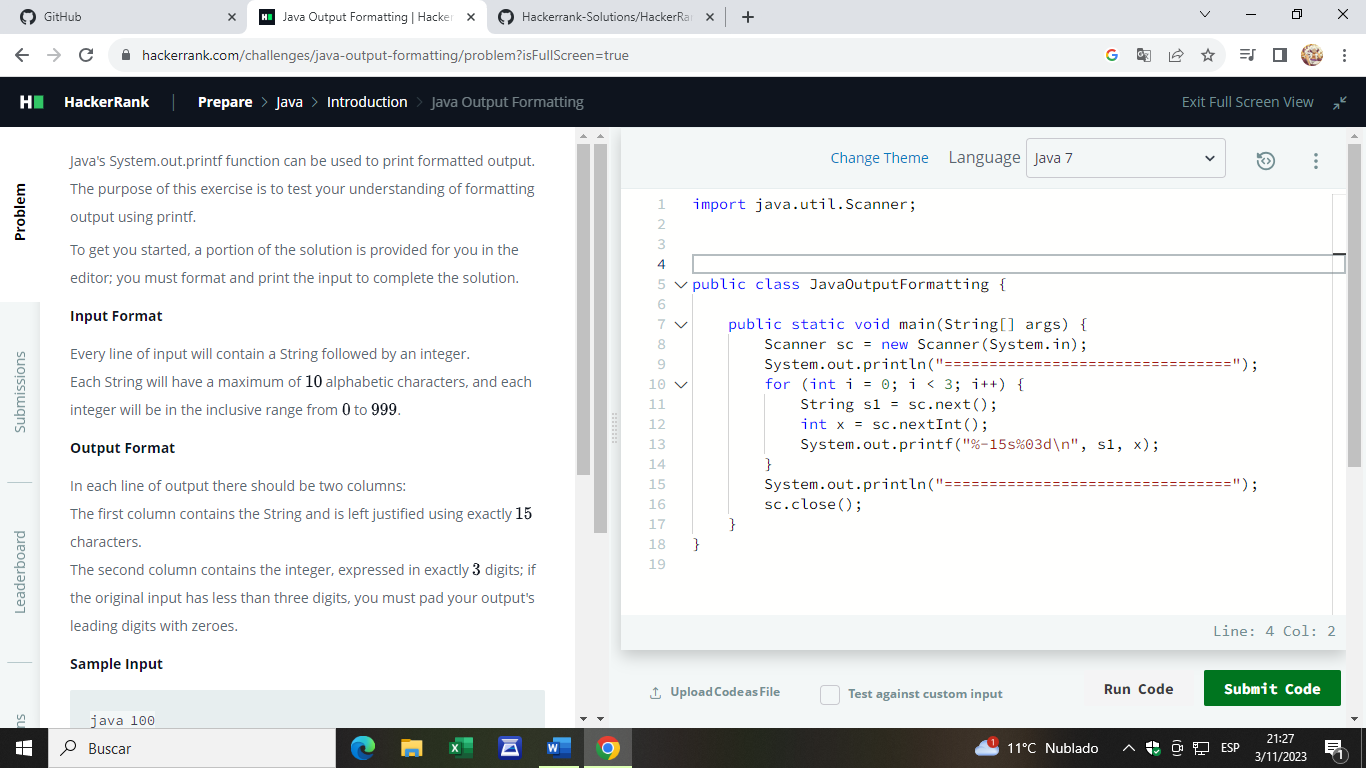 GitHub
Java Output Formatting | Hacker
Hackerrank-Solutions/HackerRa
hackerrank.com/challenges/java-output-formatting/problem?isFullScreen=true
HackerRank
Prepare > Java > Introduction > Java Output Formatting
Exit Full Screen View
Problem
Submissions
Leaderboard
Java's System.out.printf function can be used to print formatted output.
The purpose of this exercise is to test your understanding of formatting
output using printf.
To get you started, a portion of the solution is provided for you in the
editor; you must format and print the input to complete the solution.
Input Format
Every line of input will contain a String followed by an integer.
Each String will have a maximum of 10 alphabetic characters, and each
integer will be in the inclusive range from 0 to 999.
Output Format
In each line of output there should be two columns:
The first column contains the String and is left justified using exactly 15
characters.
The second column contains the integer, expressed in exactly 3 digits; if
the original input has less than three digits, you must pad your output's
leading digits with zeroes.
Sample Input
java 100
Change Theme Language Java 7
1 import java.util.Scanner;
2
3
4
5 public class JavaOutputFormatting {
6
7     public static void main(String[] args) {
8         Scanner sc = new Scanner(System.in);
9         System.out.println("================================");
10         for (int i = 0; i < 3; i++) {
11             String s1 = sc.next();
12             int x = sc.nextInt();
13             System.out.printf("%-15s%03d\n", s1, x);
14         }
15         System.out.println("================================");
16         sc.close();
17     }
18 }
19
Line: 4 Col: 2
Upload Code as File
Test against custom input
Run Code
Submit Code
Buscar
1
11°C Nublado
ESP
21:27
3/11/2023
1